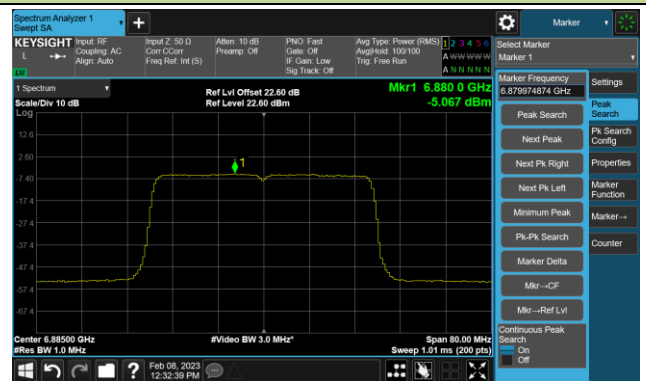 Spectrum Analyzer 1
Swept SA
Marker
KEYSIGHT
L
LU
Input: RF
Coupling: AC
Align: Auto
Input Z: 50 Ω
Corr CCorr
Freq Ref: Int (S)
Atten: 10 dB
Preamp: Off
PNO: Fast
Gate: Off
IF Gain: Low
Sig Track: Off
Avg Type: Power (RMS)
Avg|Hold: 100/100
Trig: Free Run
1 2 3 4 5 6
A W W W W W
A N N N N N
Select Marker
Marker 1
1 Spectrum
Scale/Div 10 dB
Log
Ref Lvl Offset 22.60 dB
Ref Level 22.60 dBm
Mkr1 6.880 0 GHz
-5.067 dBm
12.6
2.60
-7.40
-17.4
-27.4
-37.4
-47.4
-57.4
-67.4
1
Center 6.88500 GHz
#Res BW 1.0 MHz
#Video BW 3.0 MHz*
Span 80.00 MHz
Sweep 1.01 ms (200 pts)
Marker Frequency
6.879974874 GHz
Peak Search
Next Peak
Next Pk Right
Next Pk Left
Minimum Peak
Pk-Pk Search
Marker Delta
Mkr→CF
Mkr→Ref Lvl
Continuous Peak
Search
On
Off
Settings
Peak
Search
Pk Search
Config
Properties
Marker
Function
Marker→
Counter
?
Feb 08, 2023
12:32:39 PM